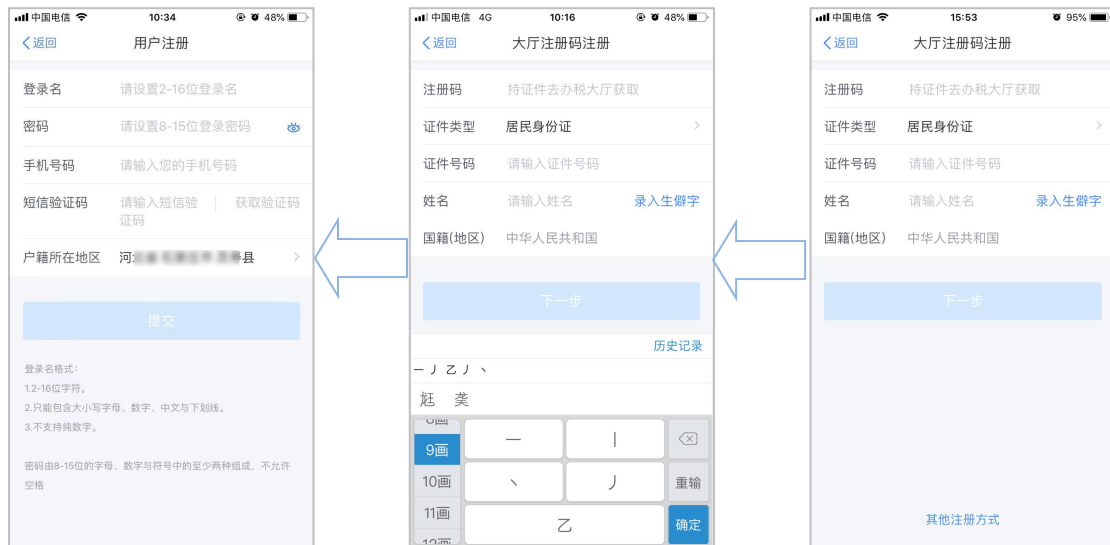 中国电信 10:34 48%
返回 用户注册
登录名 请设置2-16位登录名
密码 请设置8-15位登录密码
手机号码 请输入您的手机号码
短信验证码 请输入短信验证码 获取验证码
户籍所在地区 河 县
提交
登录名格式:
1.2-16位字符。
2.只能包含大小写字母、数字、中文与下划线。
3.不支持纯数字。
密码由8-15位的字母、数字与符号中的至少两种组成,不允许
空格
中国电信 4G 10:16 48%
返回 大厅注册码注册
注册码 持证件去办税大厅获取
证件类型 居民身份证
证件号码 请输入证件号码
姓名 请输入姓名 录入生僻字
国籍(地区) 中华人民共和国
下一步
历史记录
一丿乙丿丶
尪 龚
8画
9画 一 丨
10画 丶 丿 重输
11画 乙 确定
12画
中国电信 15:53 95%
返回 大厅注册码注册
注册码 持证件去办税大厅获取
证件类型 居民身份证
证件号码 请输入证件号码
姓名 请输入姓名 录入生僻字
国籍(地区) 中华人民共和国
下一步
其他注册方式